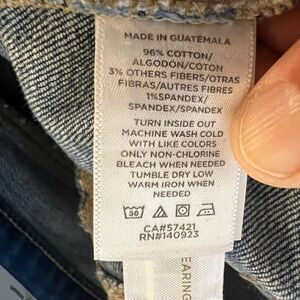 MADE IN GUATEMALA
96% COTTON/
ALGODÓN/COTON
3% OTHERS FIBERS/OTRAS
FIBRAS/AUTRES FIBRES
1%SPANDEX/
SPANDEX/SPANDEX
TURN INSIDE OUT
MACHINE WASH COLD
WITH LIKE COLORS
ONLY NON-CHLORINE
BLEACH WHEN NEEDED
TUMBLE DRY LOW
WARM IRON WHEN
NEEDED
30
CA#57421
RN#140923
EARING